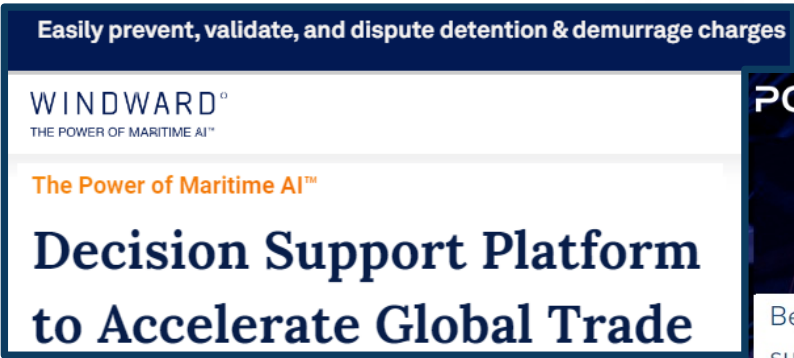 Easily prevent, validate, and dispute detention & demurrage charges
WINDWARD°
THE POWER OF MARITIME AI™
The Power of Maritime AI™
Decision Support Platform
to Accelerate Global Trade